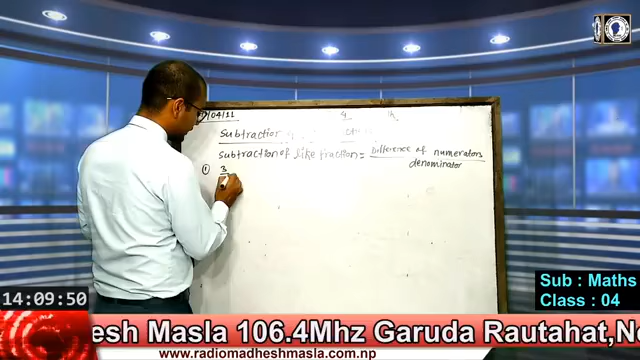 /04/11
Subtraction
Subtraction of like fraction = Difference of numerators
denominator
① 3
Sub : Maths
Class : 04
14:09:50
esh Masla 106.4Mhz Garuda Rautahat,N
www.radiomadheshmasla.com.np